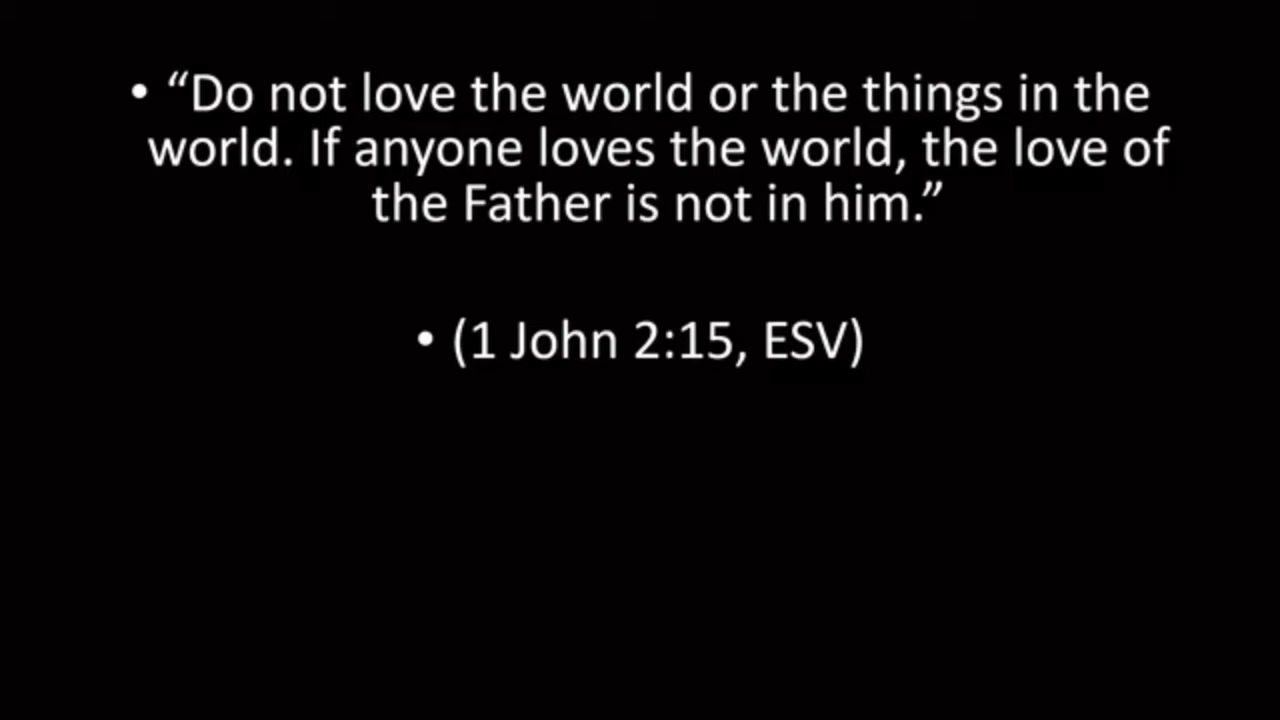 • “Do not love the world or the things in the
world. If anyone loves the world, the love of
the Father is not in him.”
• (1 John 2:15, ESV)